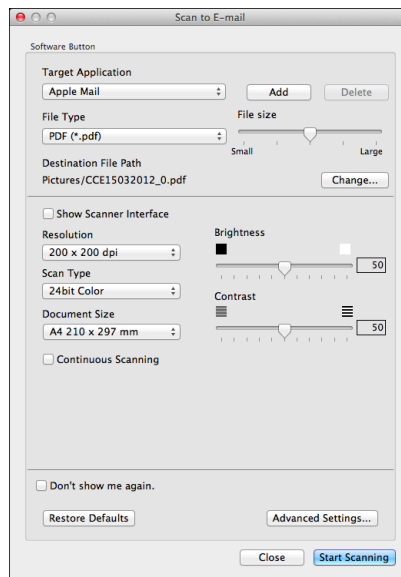 Scan to E-mail
Software Button
Target Application
Apple Mail
Add
Delete
File Type
File size
PDF (*.pdf)
Small
Large
Destination File Path
Pictures/CCE15032012_0.pdf
Change...
Show Scanner Interface
Resolution
Brightness
200 x 200 dpi
50
Scan Type
24bit Color
Contrast
Document Size
A4 210 x 297 mm
50
Continuous Scanning
Don't show me again.
Restore Defaults
Advanced Settings...
Close
Start Scanning